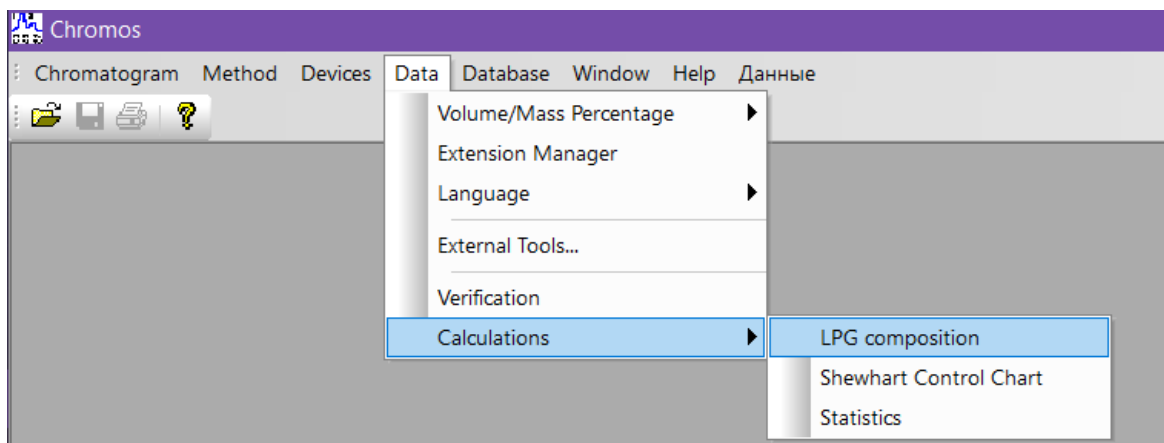 Chromos
Chromatogram Method Devices Data Database Window Help Данные
Volume/Mass Percentage
Extension Manager
Language
External Tools...
Verification
Calculations
LPG composition
Shewhart Control Chart
Statistics